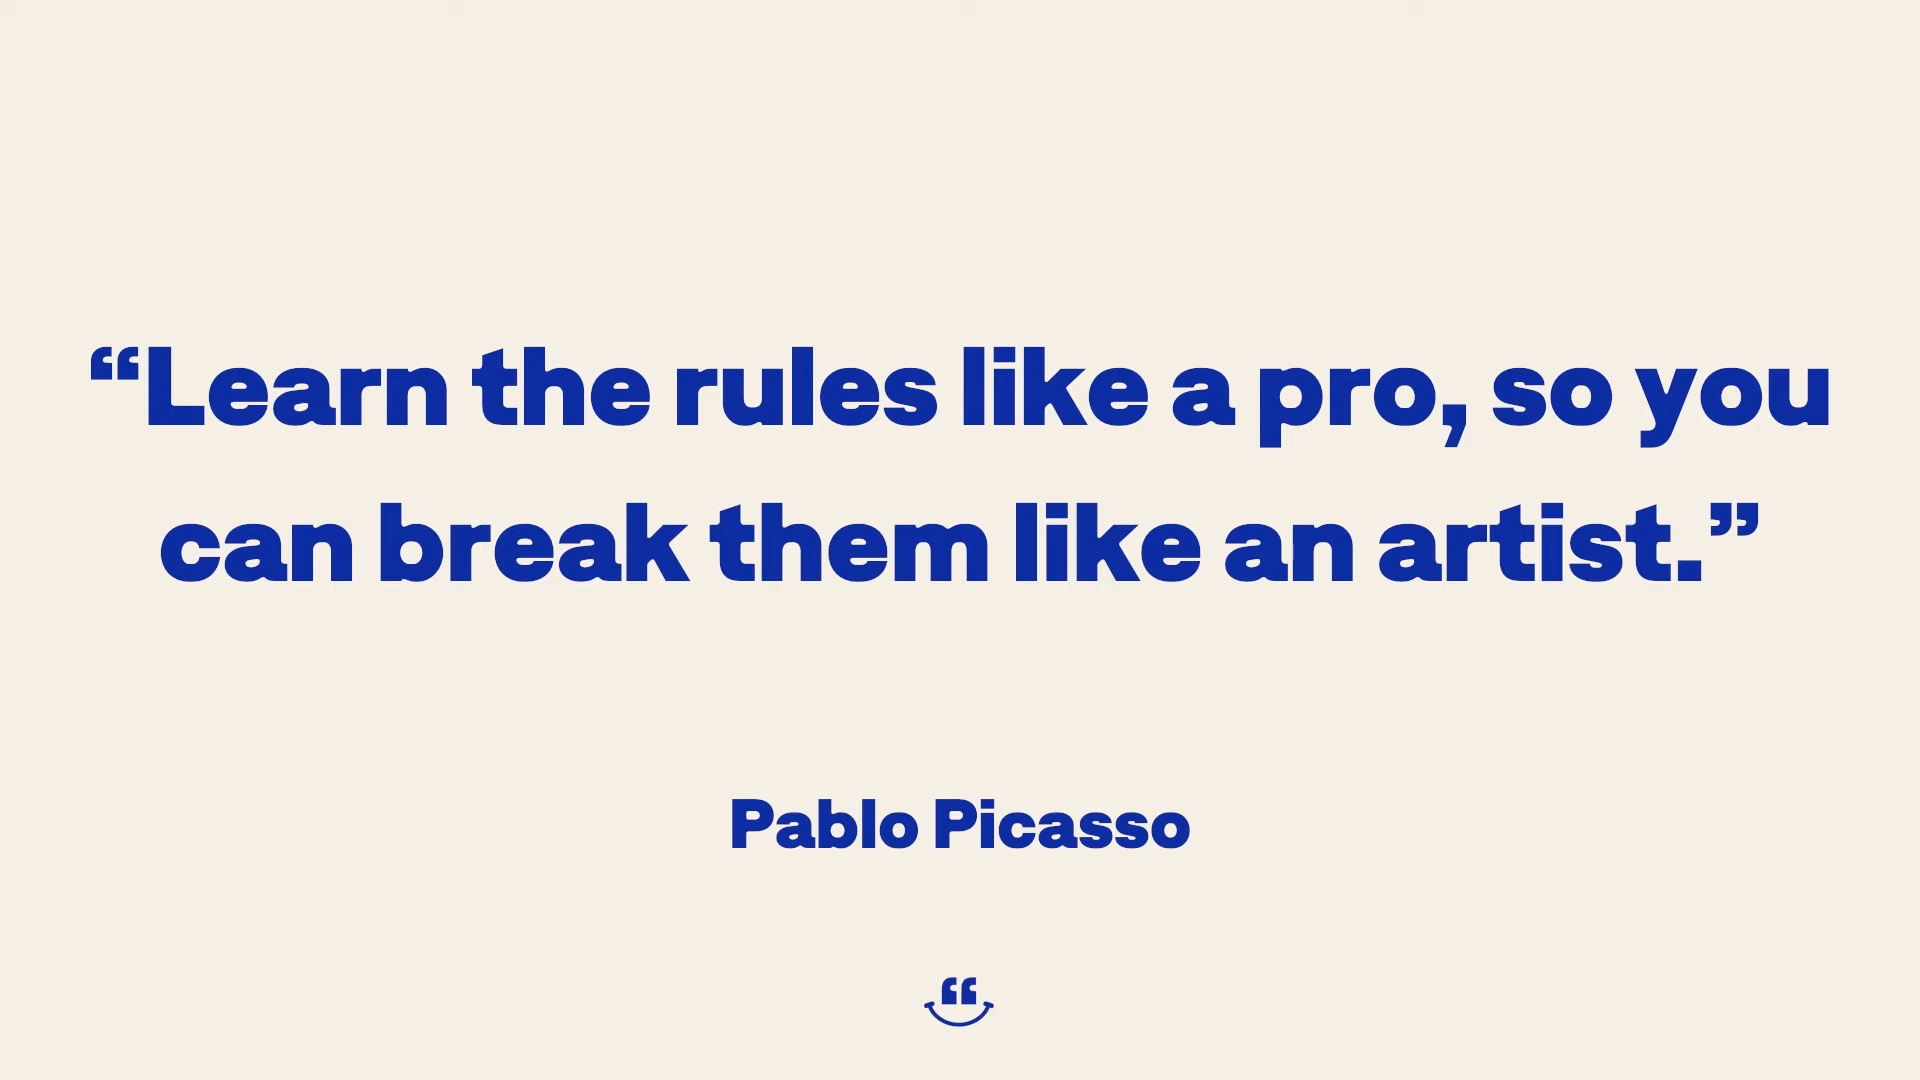 “Learn the rules like a pro, so you
can break them like an artist.”
Pablo Picasso